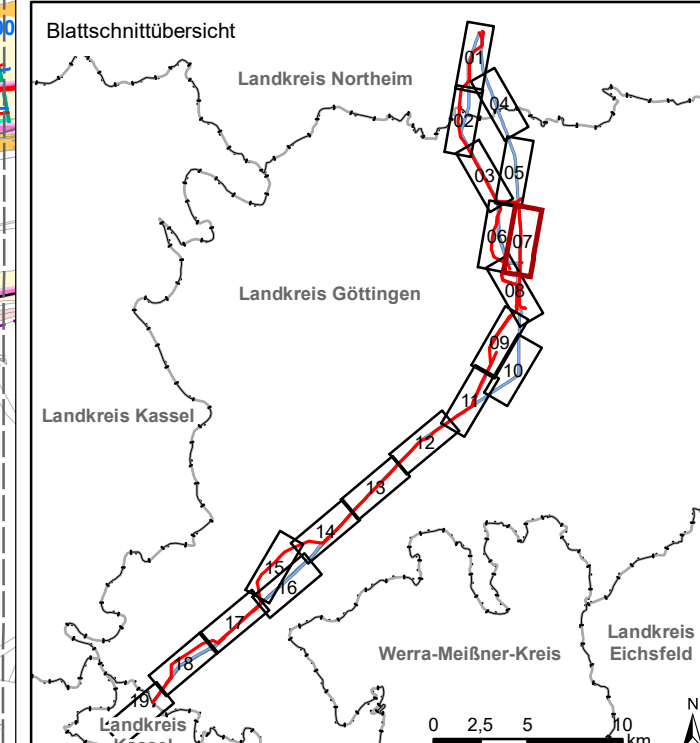 00
Blattschnittübersicht
01
Landkreis Northeim
04
02
03
05
06
07
Landkreis Göttingen
08
09
10
Landkreis Kassel
11
12
13
14
15
16
17
Landkreis
Eichsfeld
Werra-Meißner-Kreis
18
19
Landkreis
Kassel
N
0 2,5 5 10
km